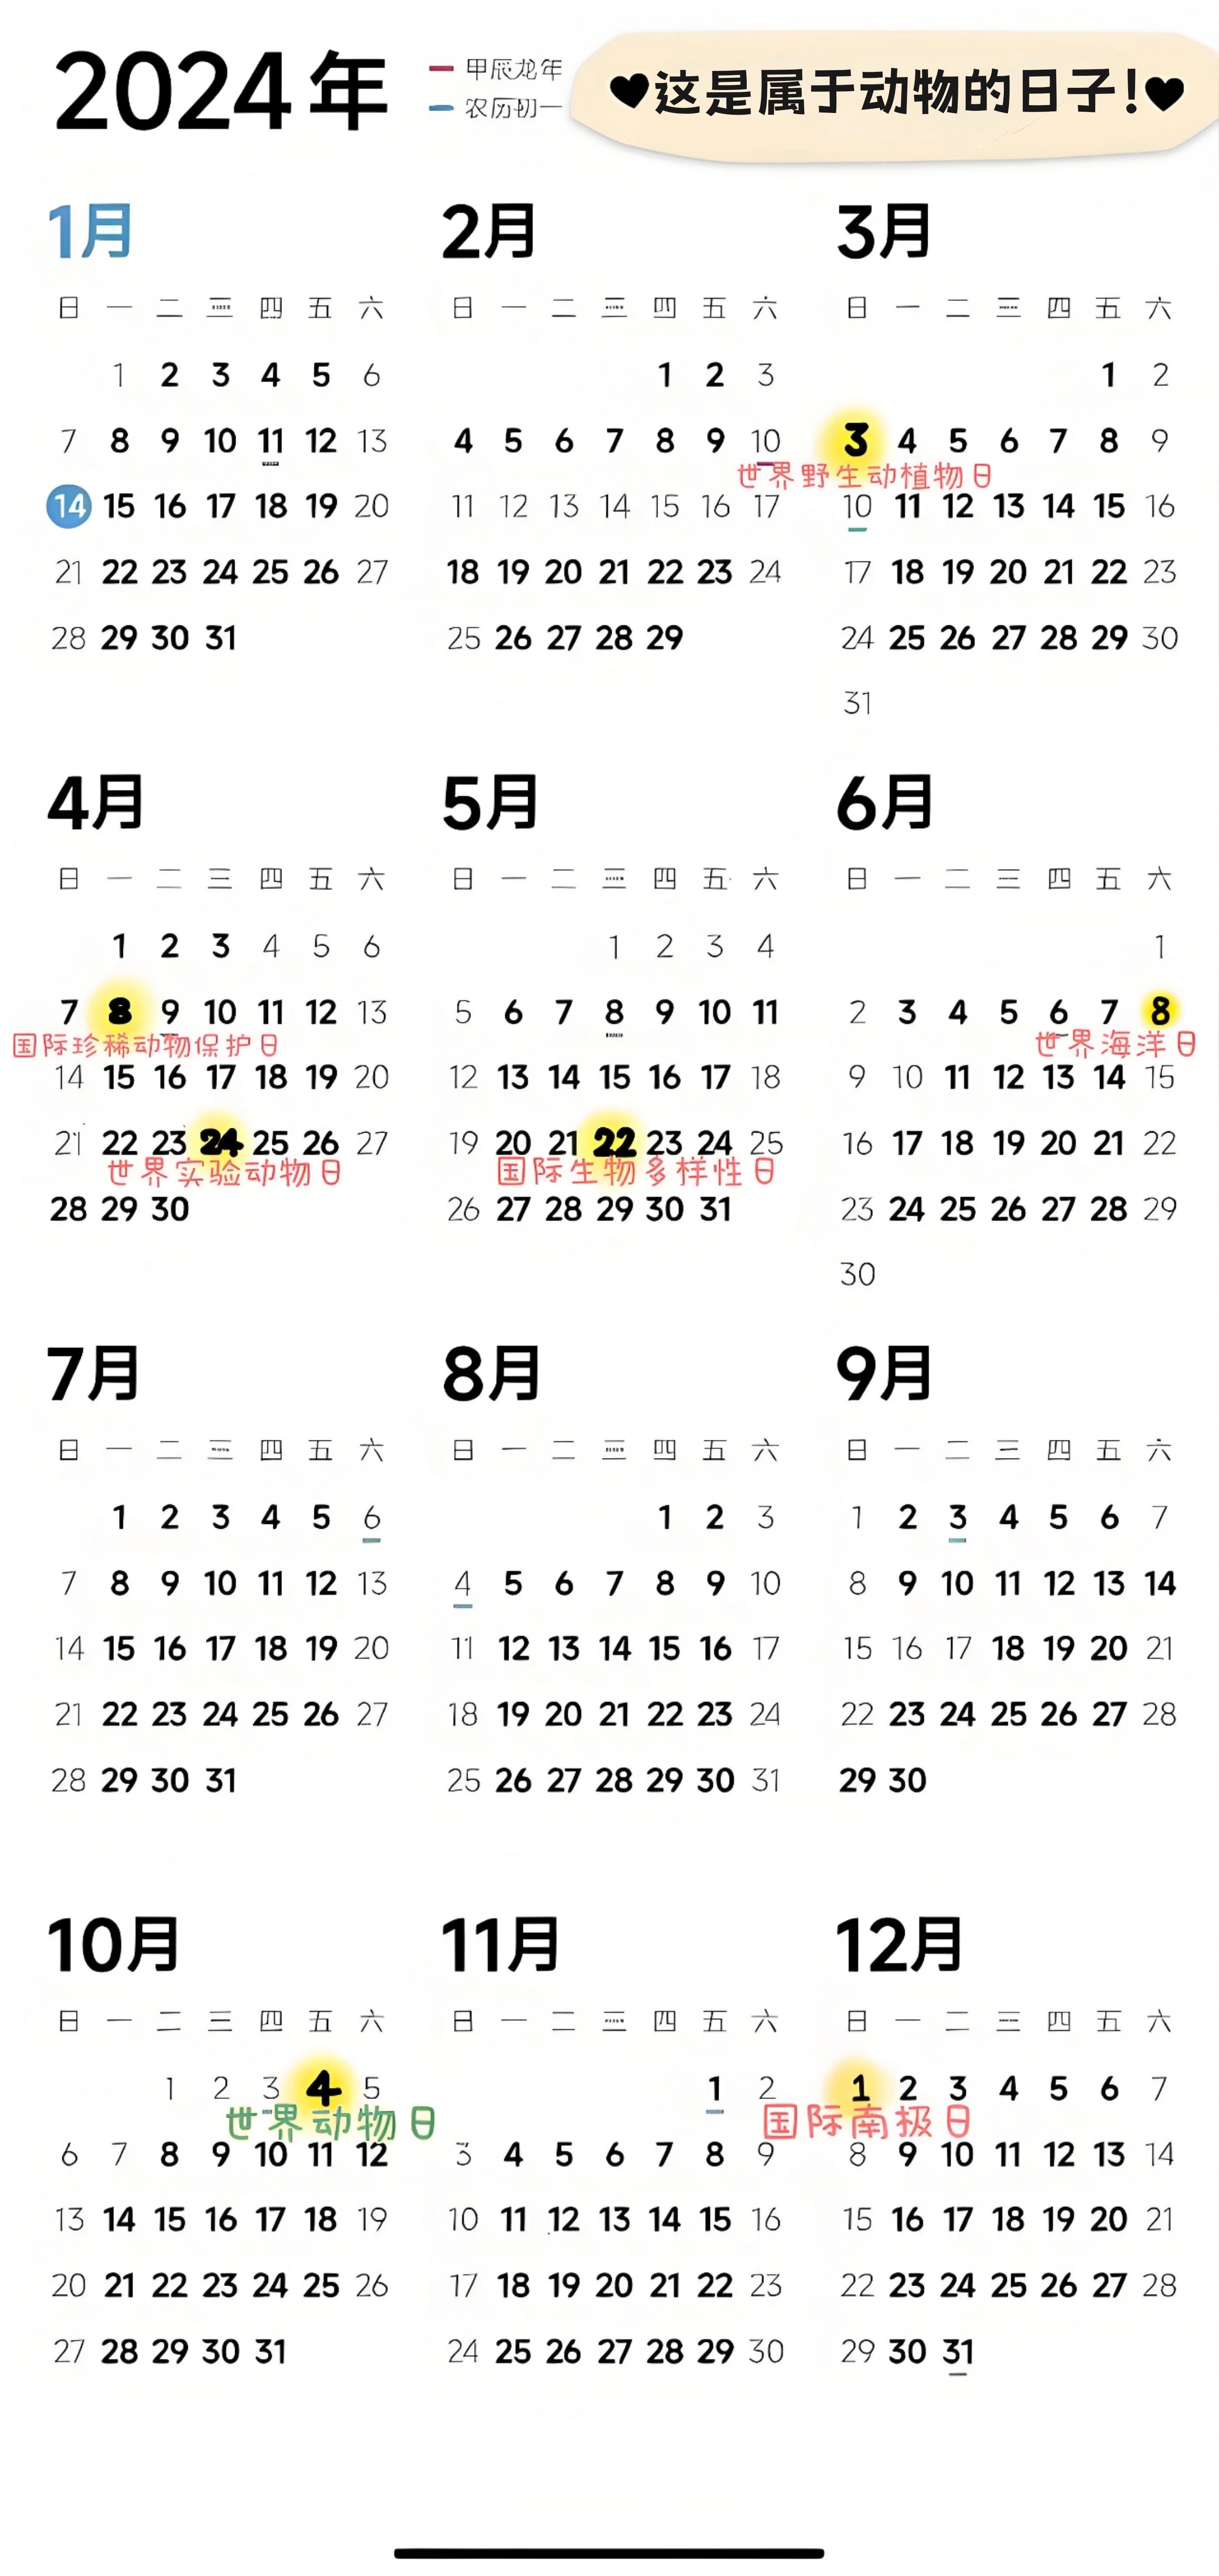 2024年
甲辰龙年
农历初一
♥这是属于动物的日子!♥
1月 2月 3月
日 一 二 三 四 五 六 日 一 二 三 四 五 六 日 一 二 三 四 五 六
1 2 3 4 5 6 1 2 3 1 2
7 8 9 10 11 12 13 4 5 6 7 8 9 10 3 4 5 6 7 8 9
世界野生动植物日
14 15 16 17 18 19 20 11 12 13 14 15 16 17 10 11 12 13 14 15 16
21 22 23 24 25 26 27 18 19 20 21 22 23 24 17 18 19 20 21 22 23
28 29 30 31 25 26 27 28 29 24 25 26 27 28 29 30
31
4月 5月 6月
日 一 二 三 四 五 六 日 一 二 三 四 五 六 日 一 二 三 四 五 六
1 2 3 4 5 6 1 2 3 4 1
7 8 9 10 11 12 13 5 6 7 8 9 10 11 2 3 4 5 6 7 8
国际珍稀动物保护日 世界海洋日
14 15 16 17 18 19 20 12 13 14 15 16 17 18 9 10 11 12 13 14 15
21 22 23 24 25 26 27 19 20 21 22 23 24 25 16 17 18 19 20 21 22
世界实验动物日 国际生物多样性日
28 29 30 26 27 28 29 30 31 23 24 25 26 27 28 29
30
7月 8月 9月
日 一 二 三 四 五 六 日 一 二 三 四 五 六 日 一 二 三 四 五 六
1 2 3 4 5 6 1 2 3 1 2 3 4 5 6 7
7 8 9 10 11 12 13 4 5 6 7 8 9 10 8 9 10 11 12 13 14
14 15 16 17 18 19 20 11 12 13 14 15 16 17 15 16 17 18 19 20 21
21 22 23 24 25 26 27 18 19 20 21 22 23 24 22 23 24 25 26 27 28
28 29 30 31 25 26 27 28 29 30 31 29 30
10月 11月 12月
日 一 二 三 四 五 六 日 一 二 三 四 五 六 日 一 二 三 四 五 六
1 2 3 4 5 1 2 1 2 3 4 5 6 7
世界动物日 国际南极日
6 7 8 9 10 11 12 3 4 5 6 7 8 9 8 9 10 11 12 13 14
13 14 15 16 17 18 19 10 11 12 13 14 15 16 15 16 17 18 19 20 21
20 21 22 23 24 25 26 17 18 19 20 21 22 23 22 23 24 25 26 27 28
27 28 29 30 31 24 25 26 27 28 29 30 29 30 31